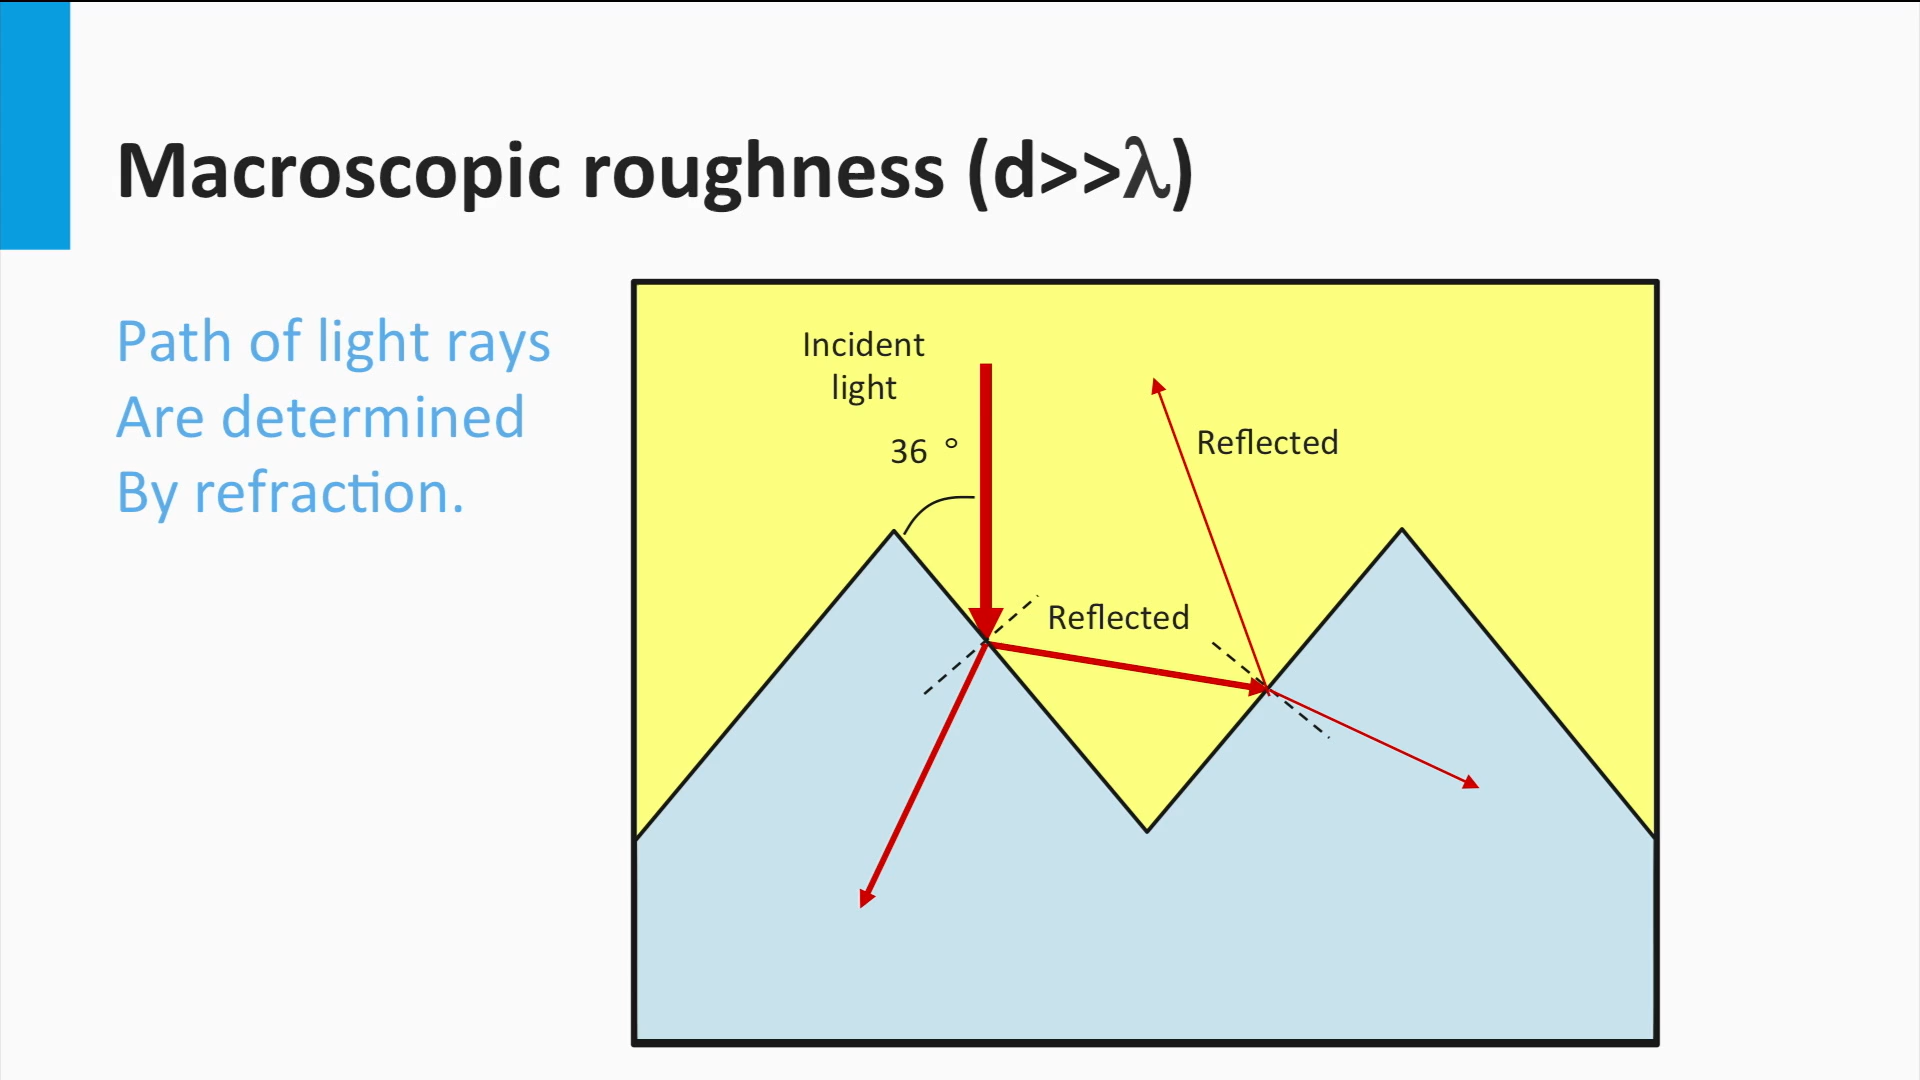 Macroscopic roughness (d>>λ)
Path of light rays
Are determined
By refraction.
Incident
light
36 °
Reflected
Reflected